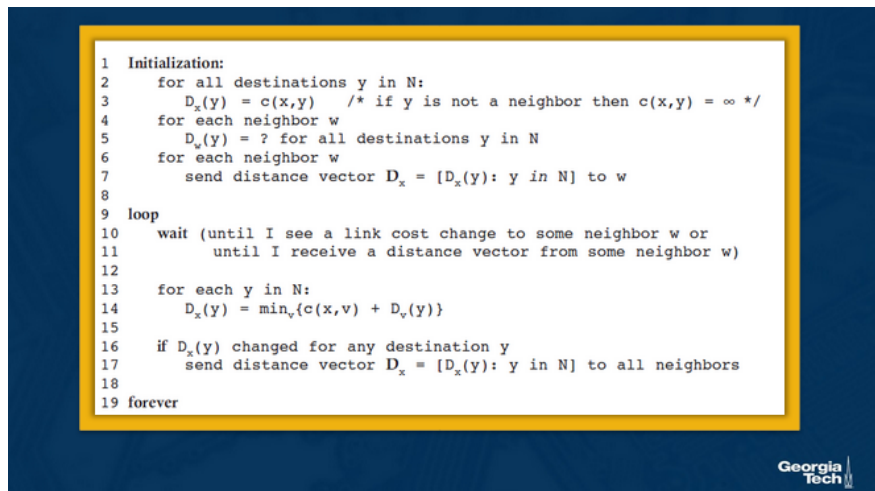 1 Initialization:
2 for all destinations y in N:
3 Dx(y) = c(x,y) /* if y is not a neighbor then c(x,y) = ∞ */
4 for each neighbor w
5 Dw(y) = ? for all destinations y in N
6 for each neighbor w
7 send distance vector Dx = [Dx(y): y in N] to w
8
9 loop
10 wait (until I see a link cost change to some neighbor w or
11 until I receive a distance vector from some neighbor w)
12
13 for each y in N:
14 Dx(y) = minv{c(x,v) + Dv(y)}
15
16 if Dx(y) changed for any destination y
17 send distance vector Dx = [Dx(y): y in N] to all neighbors
18
19 forever
Georgia
Tech